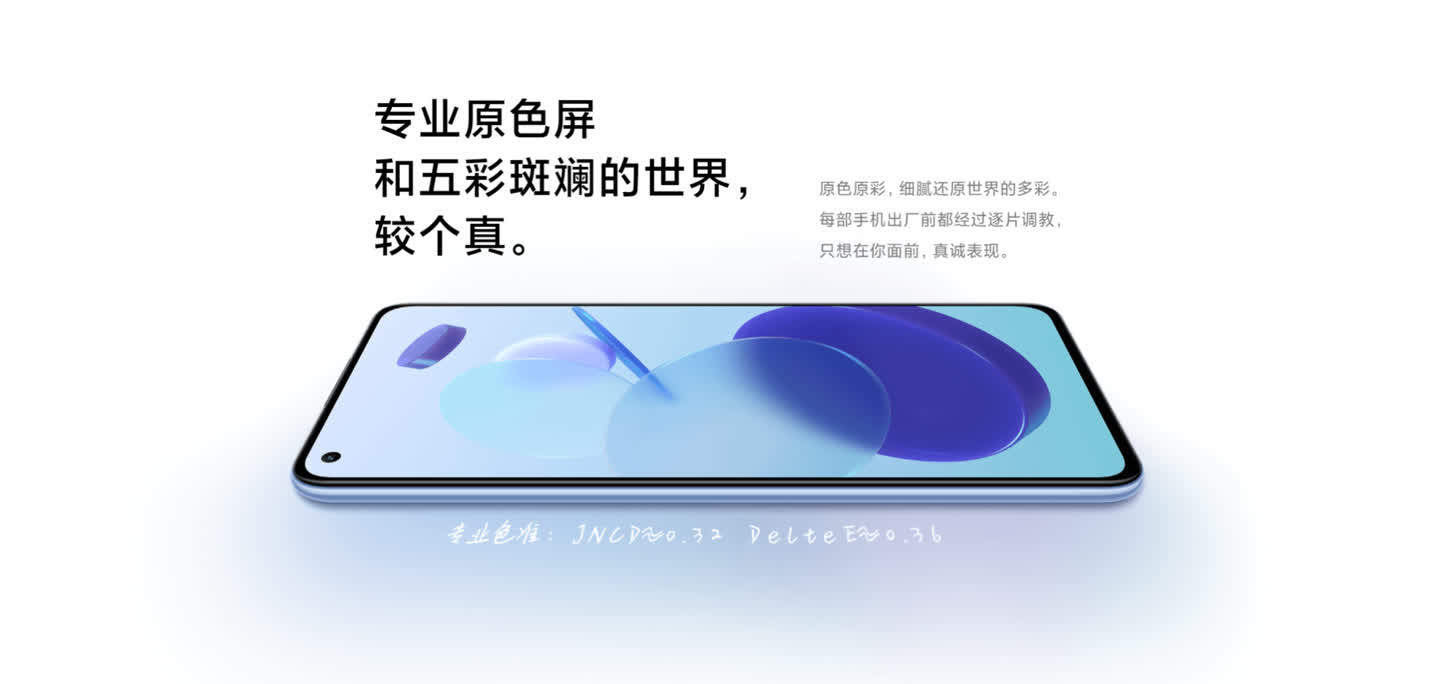 专业原色屏
和五彩斑斓的世界，
较个真。
原色原彩，细腻还原世界的多彩。
每部手机出厂前都经过逐片调教，
只想在你面前，真诚表现。
专业色准：JNCD≈0.32 DelteE≈0.36